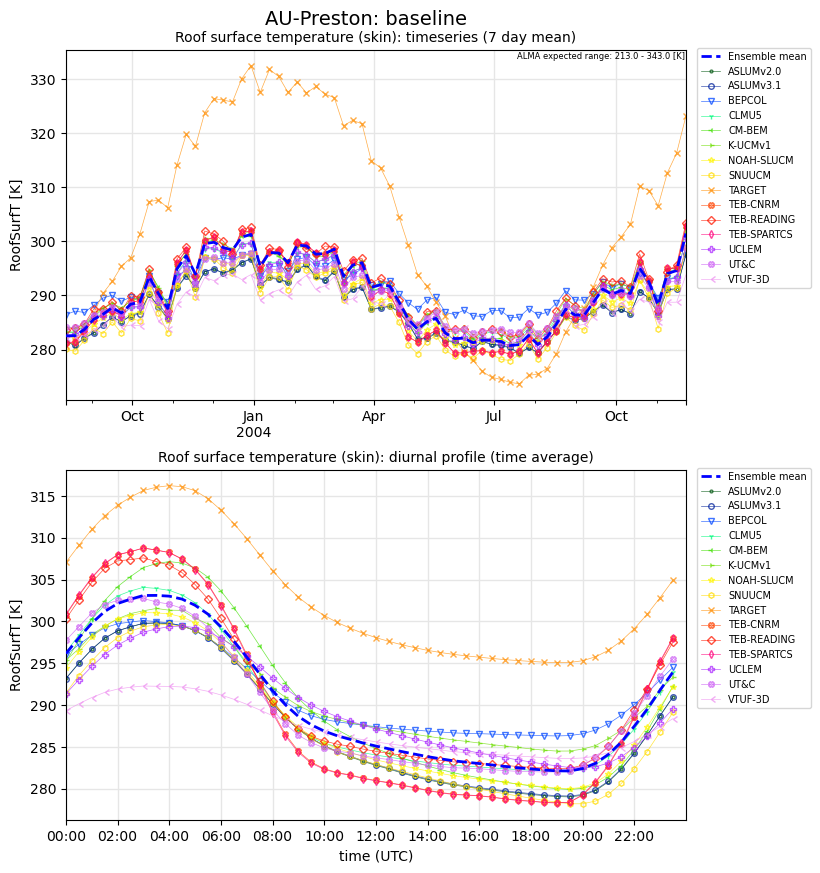 AU-Preston: baseline
Roof surface temperature (skin): timeseries (7 day mean)
ALMA expected range: 213.0 - 343.0 [K]
RoofSurfT [K]
330
320
310
300
290
280
Oct
Jan
2004
Apr
Jul
Oct
Ensemble mean
ASLUMv2.0
ASLUMv3.1
BEPCOL
CLMU5
CM-BEM
K-UCMv1
NOAH-SLUCM
SNUUCM
TARGET
TEB-CNRM
TEB-READING
TEB-SPARTCS
UCLEM
UT&C
VTUF-3D
Roof surface temperature (skin): diurnal profile (time average)
RoofSurfT [K]
315
310
305
300
295
290
285
280
00:00
02:00
04:00
06:00
08:00
10:00
12:00
14:00
16:00
18:00
20:00
22:00
time (UTC)
Ensemble mean
ASLUMv2.0
ASLUMv3.1
BEPCOL
CLMU5
CM-BEM
K-UCMv1
NOAH-SLUCM
SNUUCM
TARGET
TEB-CNRM
TEB-READING
TEB-SPARTCS
UCLEM
UT&C
VTUF-3D